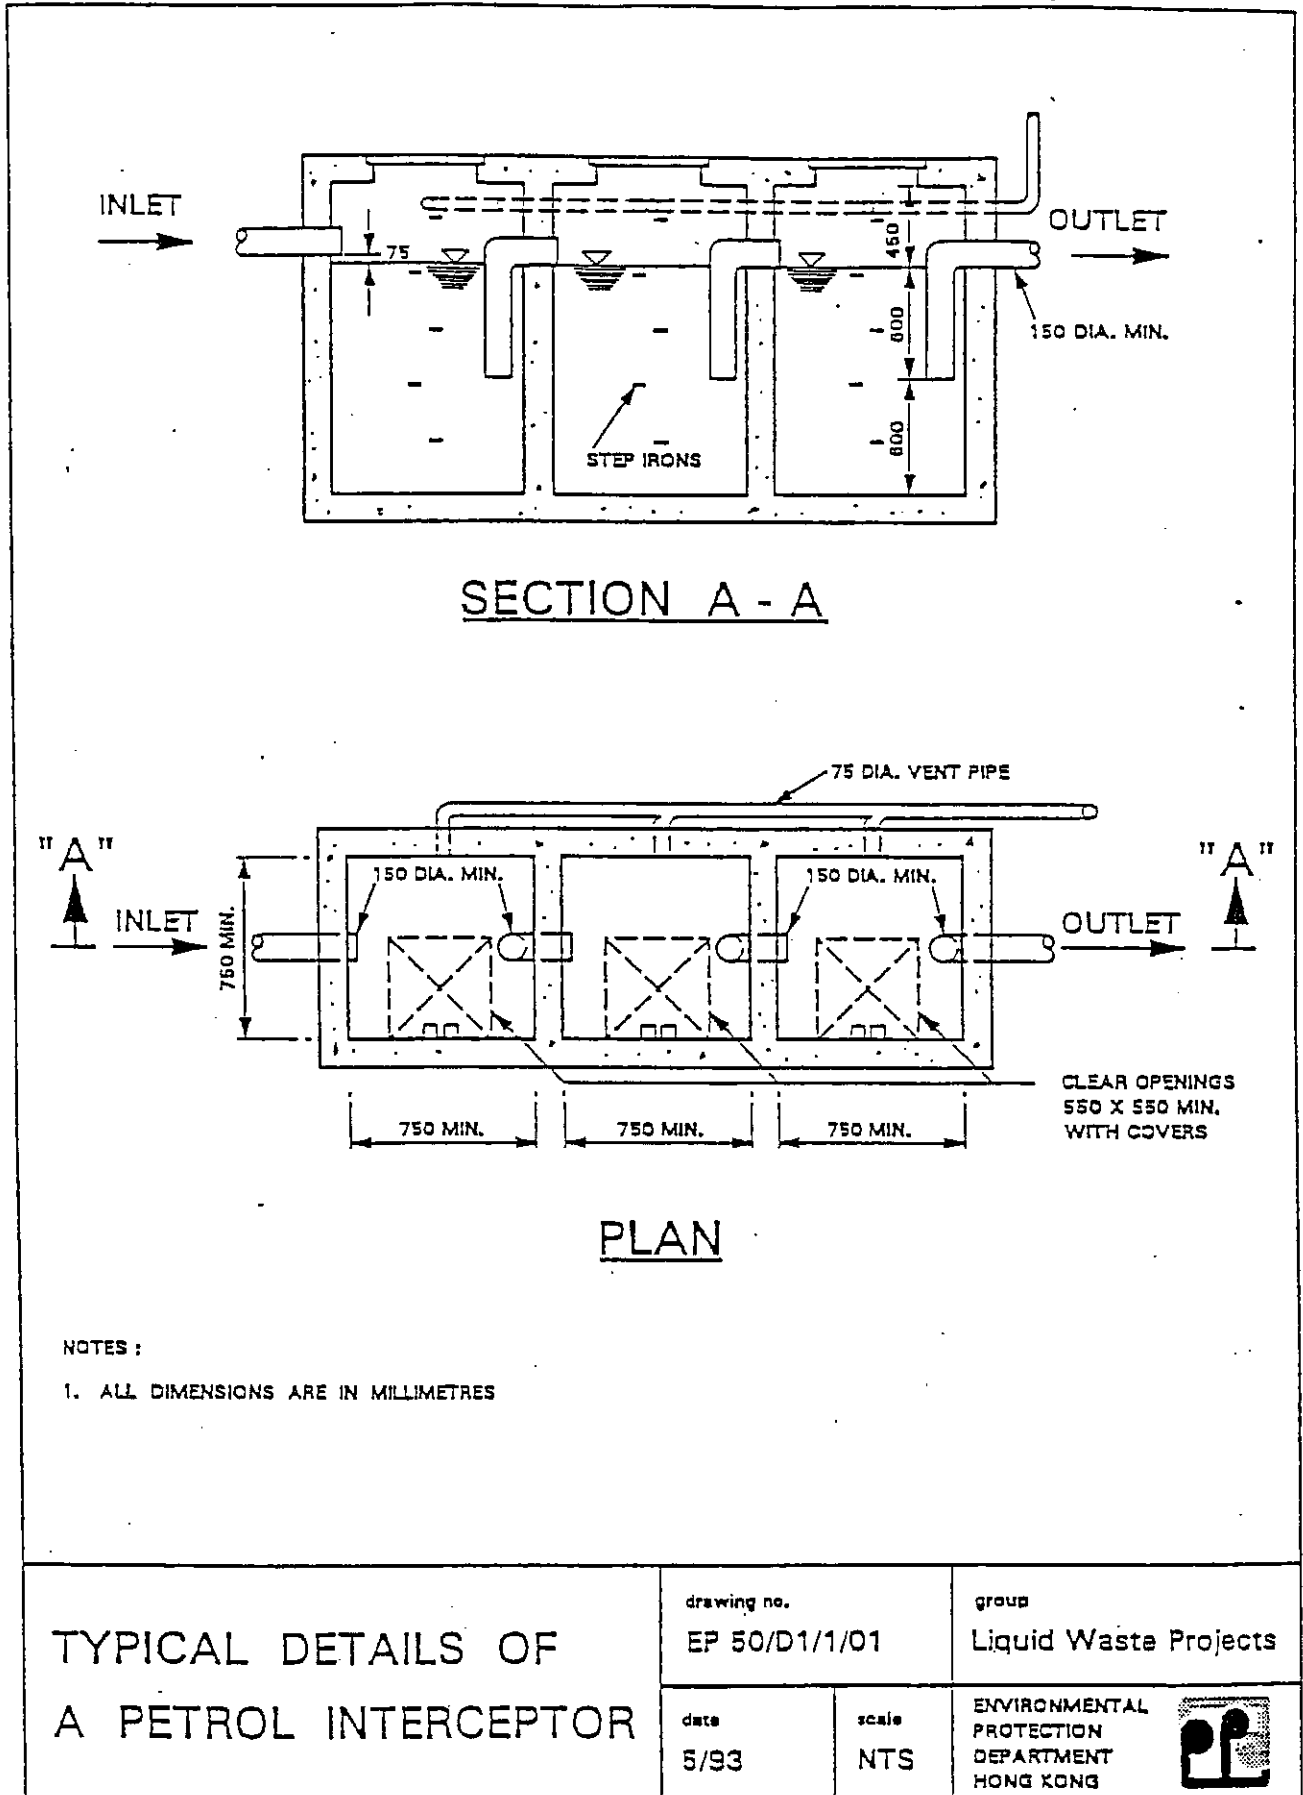 INLET
75
450
OUTLET
600
150 DIA. MIN.
600
STEP IRONS
SECTION A - A
75 DIA. VENT PIPE
"A"
"A"
150 DIA. MIN.
150 DIA. MIN.
INLET
OUTLET
750 MIN.
CLEAR OPENINGS
550 X 550 MIN.
WITH COVERS
750 MIN.
750 MIN.
750 MIN.
PLAN
NOTES :
1. ALL DIMENSIONS ARE IN MILLIMETRES
TYPICAL DETAILS OF
A PETROL INTERCEPTOR
drawing no.
EP 50/D1/1/01
group
Liquid Waste Projects
date
5/93
scale
NTS
ENVIRONMENTAL
PROTECTION
DEPARTMENT
HONG KONG